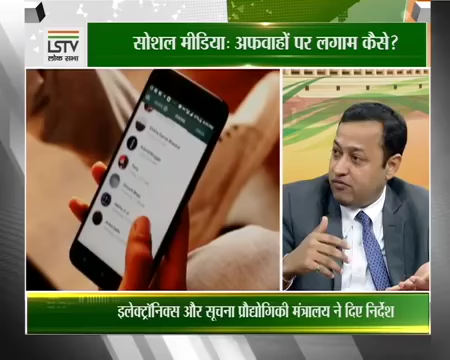 LSTV
लोक सभा
सोशल मीडियाः अफवाहों पर लगाम कैसे?
इलेक्ट्रॉनिक्स और सूचना प्रौद्योगिकी मंत्रालय ने दिए निर्देश